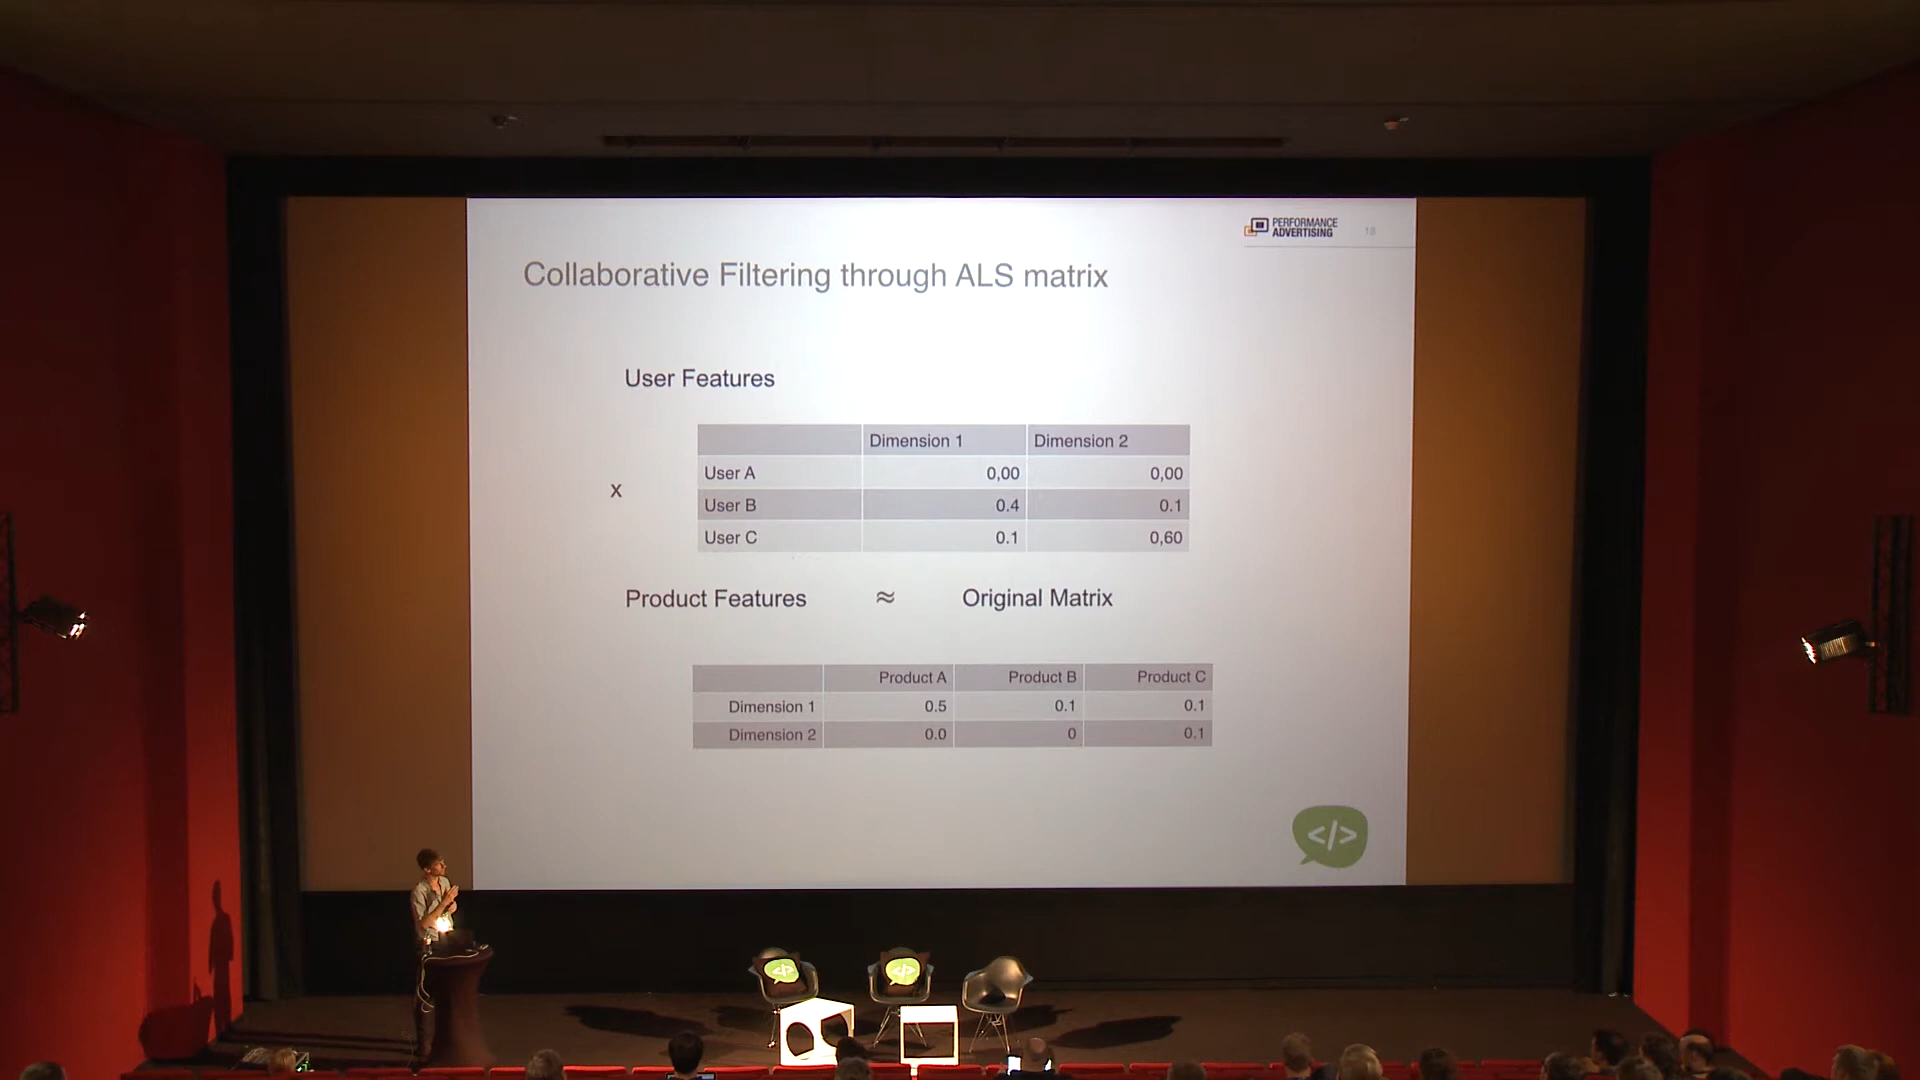 PERFORMANCE
ADVERTISING
18
Collaborative Filtering through ALS matrix
User Features
Dimension 1 Dimension 2
User A 0,00 0,00
x
User B 0.4 0.1
User C 0.1 0,60
Product Features ≈ Original Matrix
Product A Product B Product C
Dimension 1 0.5 0.1 0.1
Dimension 2 0.0 0 0.1
</>
</> </>